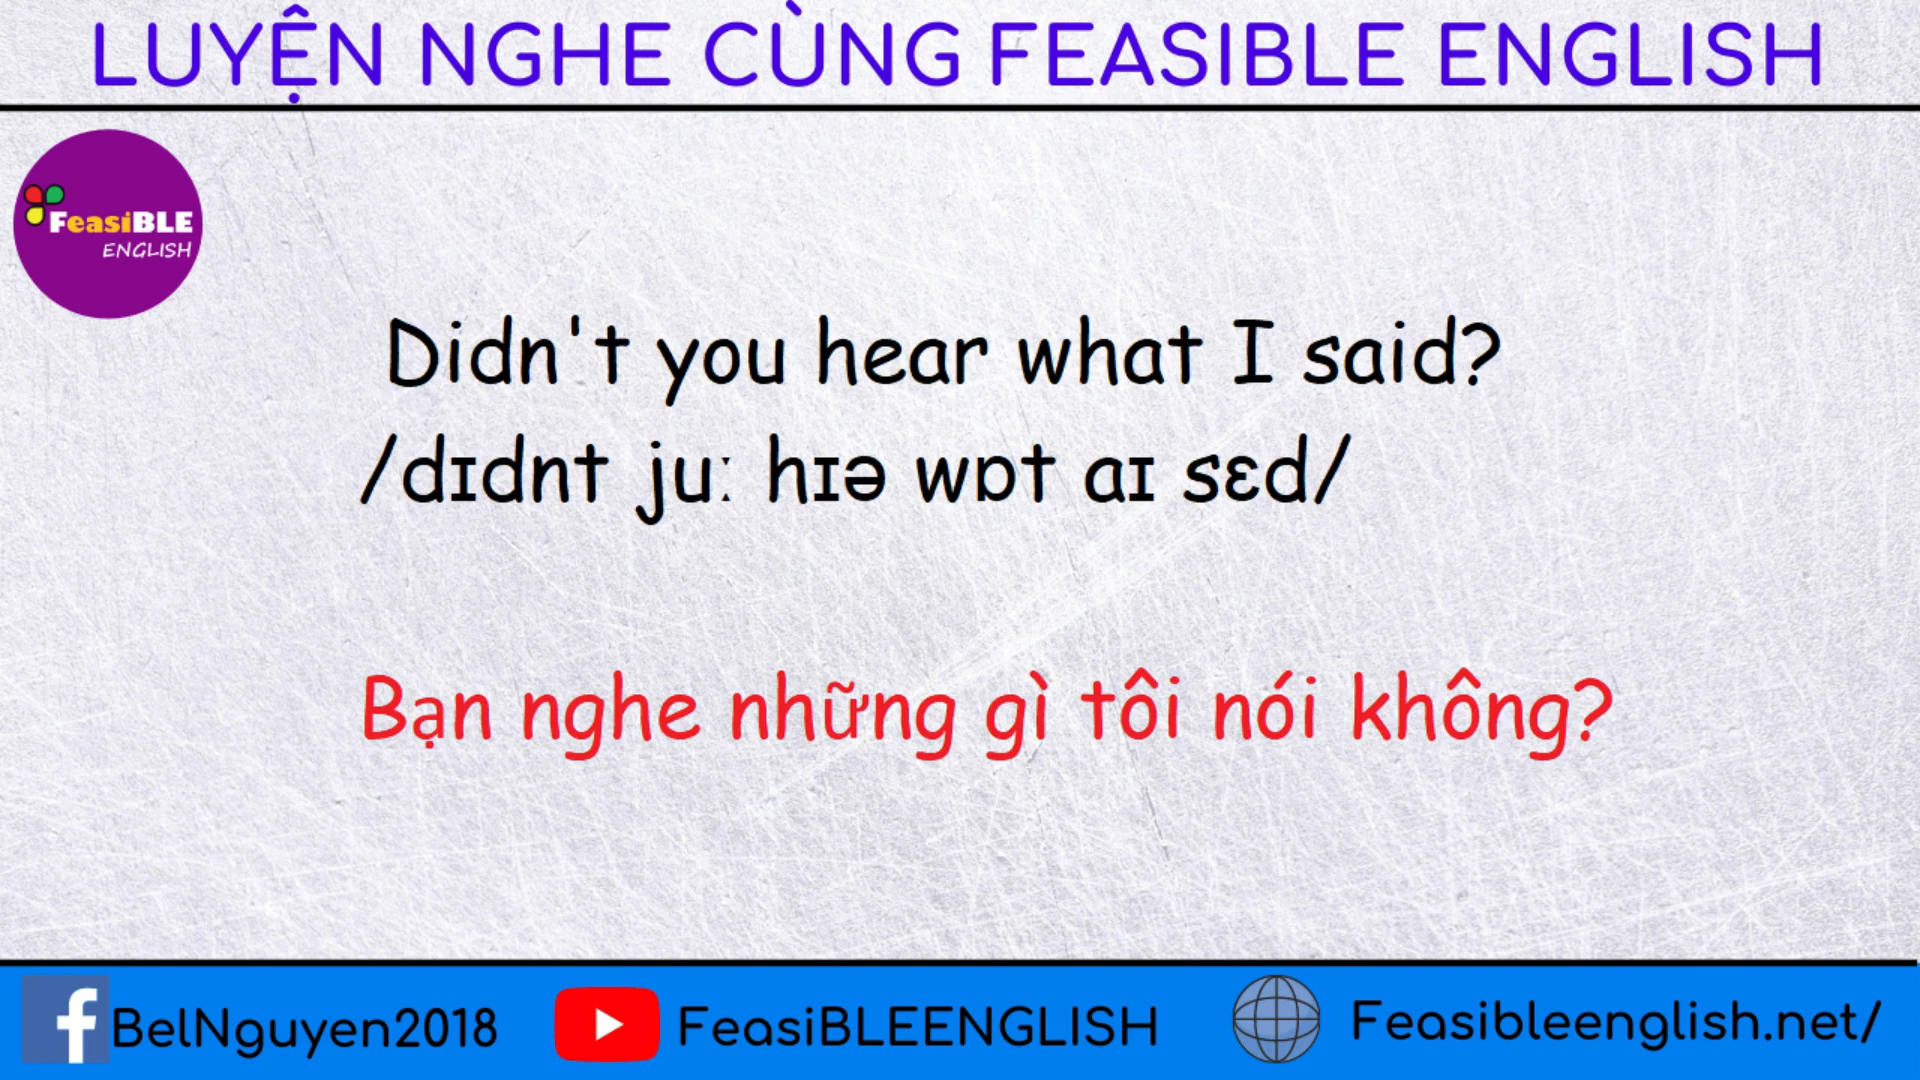 LUYỆN NGHE CÙNG FEASIBLE ENGLISH
FeasiBLE
ENGLISH
Didn't you hear what I said?
/dɪdnt juː hɪə wɒt aɪ sɛd/
Bạn nghe những gì tôi nói không?
BelNguyen2018
FeasiBLEENGLISH
Feasibleenglish.net/